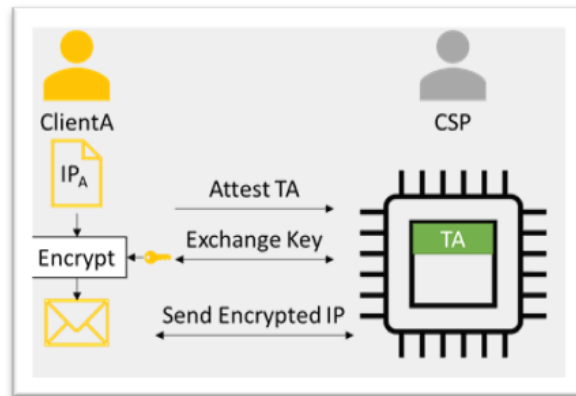 ClientA
CSP
IPA
Attest TA
TA
Exchange Key
Encrypt
Send Encrypted IP